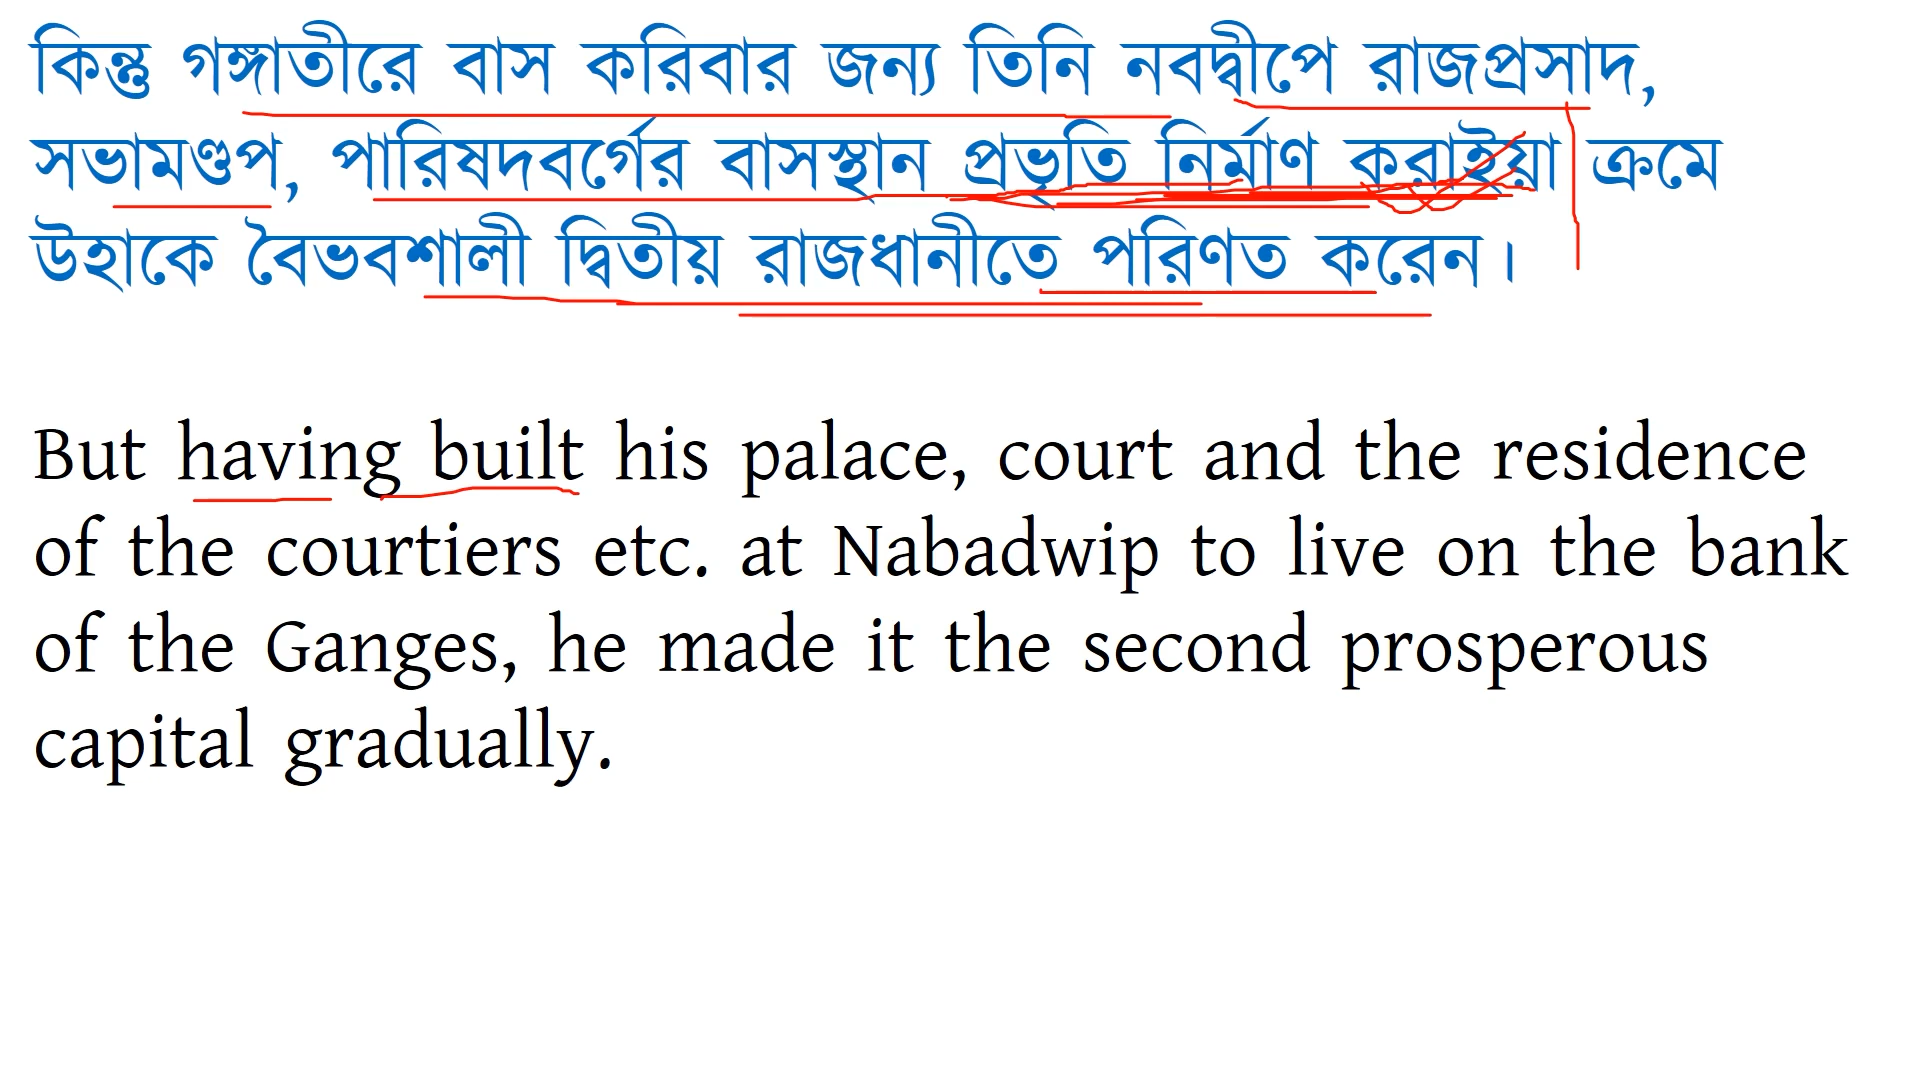 কিন্তু গঙ্গাতীরে বাস করিবার জন্য তিনি নবদ্বীপে রাজপ্রসাদ,
সভামণ্ডপ, পারিষদবর্গের বাসস্থান প্রভৃতি নির্মাণ করাইয়া ক্রমে
উহাকে বৈভবশালী দ্বিতীয় রাজধানীতে পরিণত করেন।
But having built his palace, court and the residence
of the courtiers etc. at Nabadwip to live on the bank
of the Ganges, he made it the second prosperous
capital gradually.